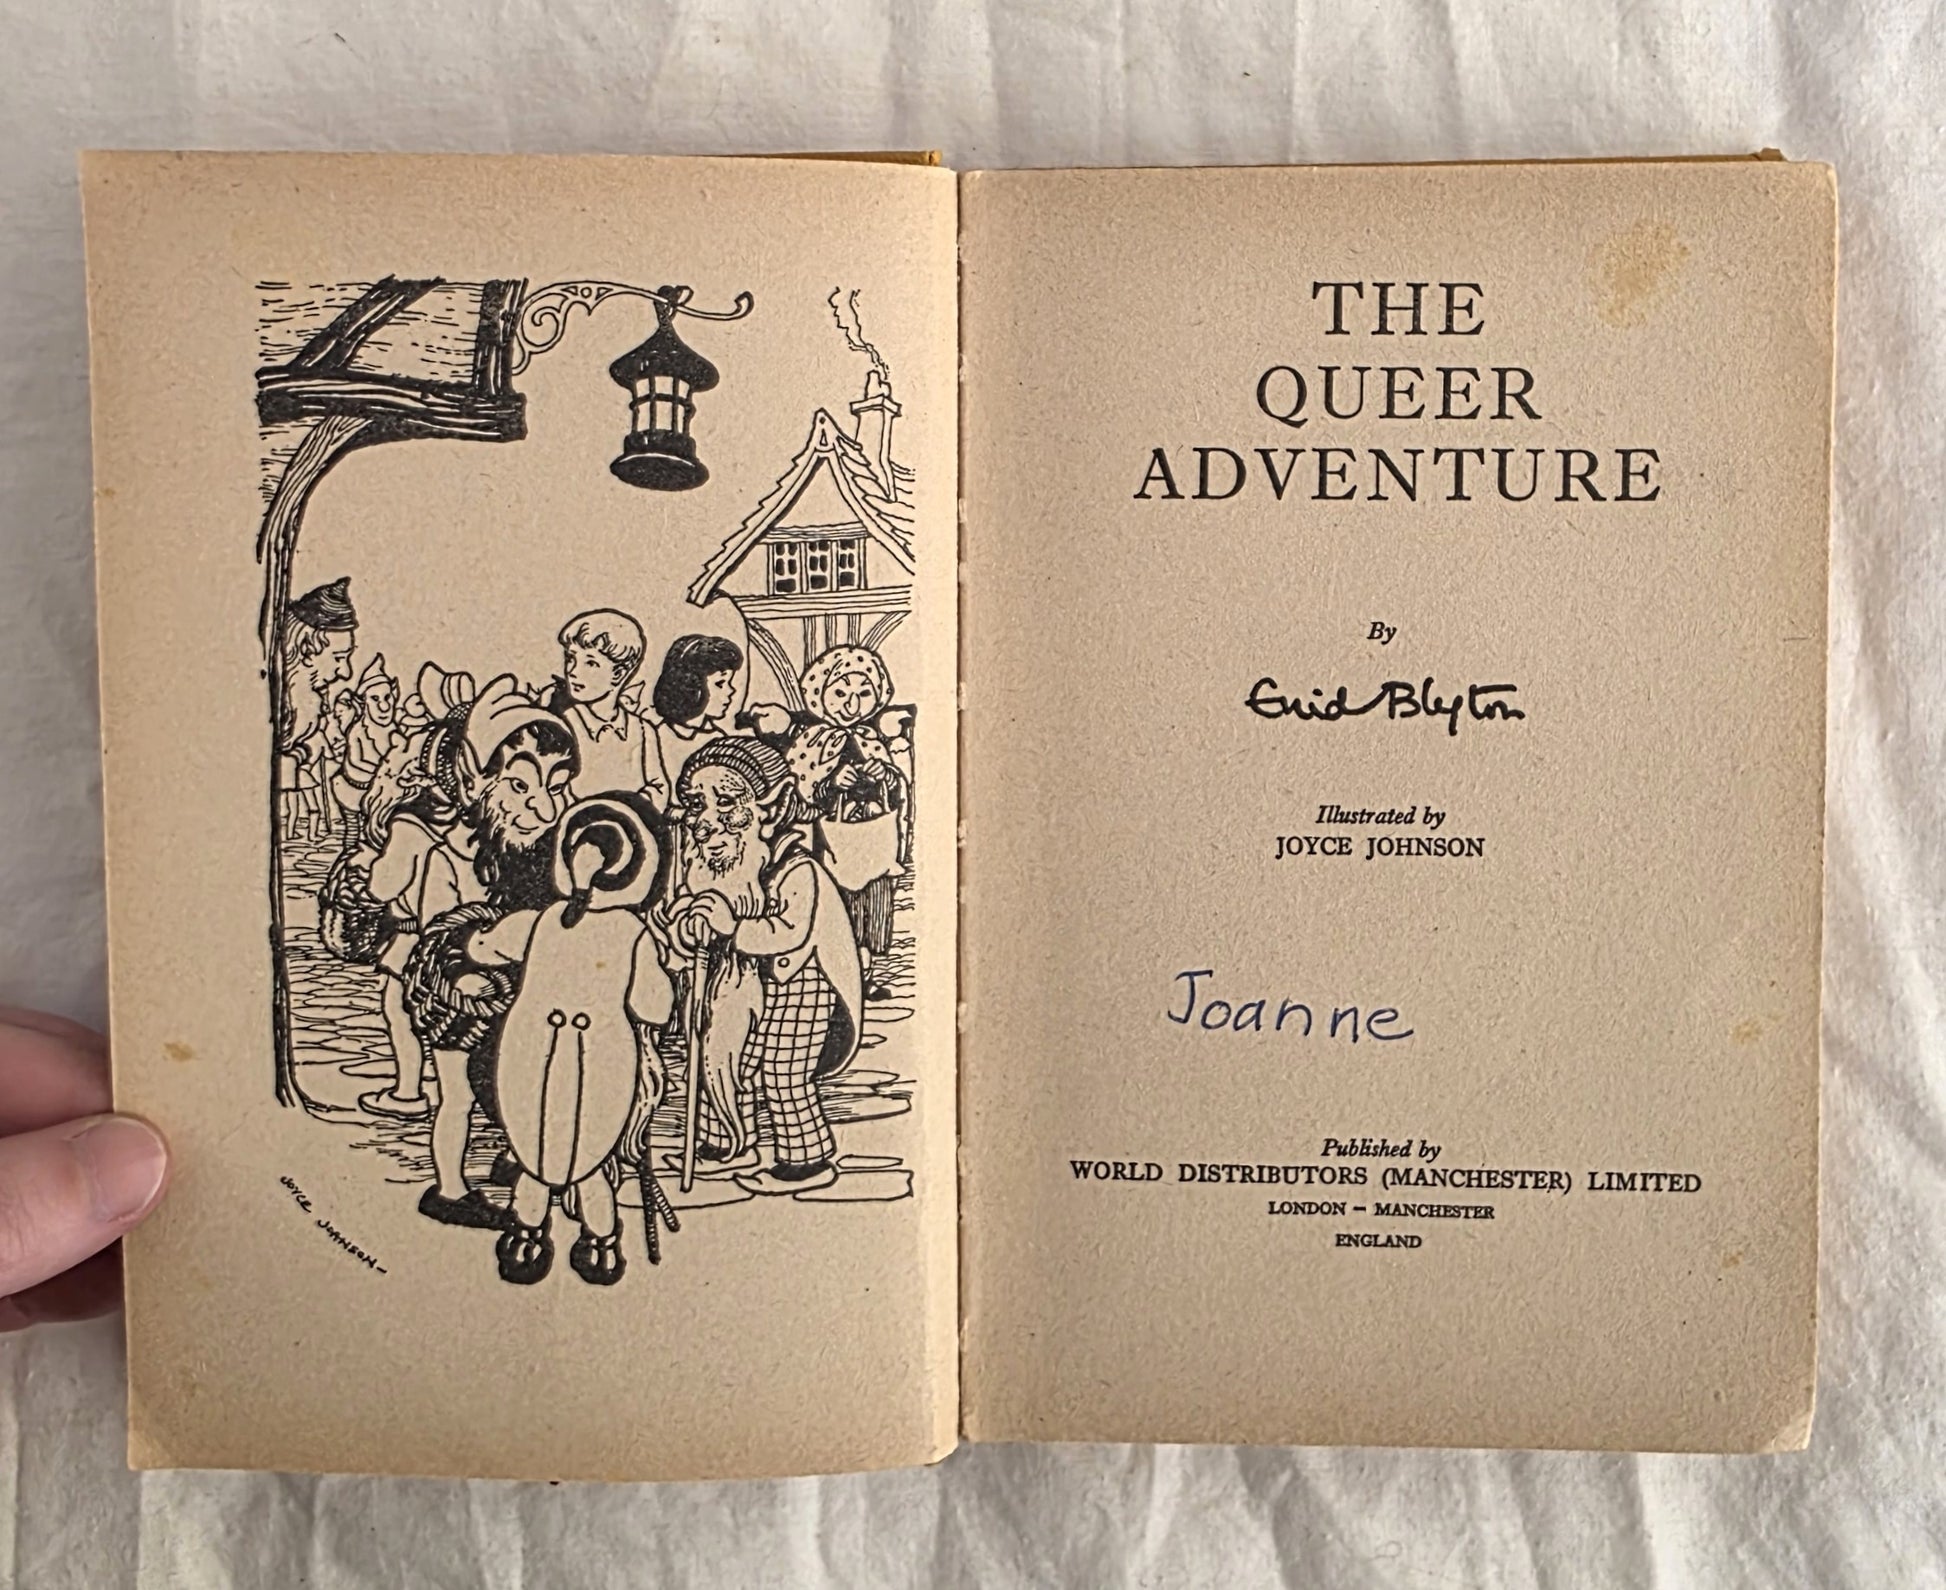 JOYCE JOHNSON–
THE
QUEER
ADVENTURE
By
Enid Blyton
Illustrated by
JOYCE JOHNSON
Joanne
Published by
WORLD DISTRIBUTORS (MANCHESTER) LIMITED
LONDON – MANCHESTER
ENGLAND